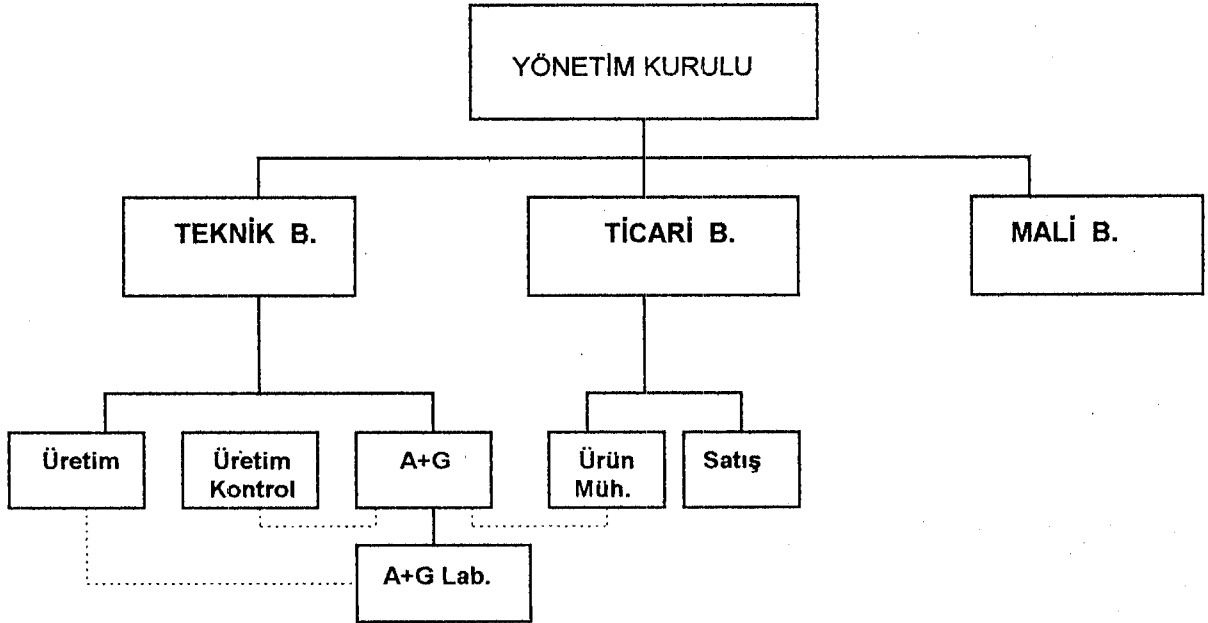 YÖNETİM KURULU
TEKNİK B.
TİCARİ B.
MALİ B.
Üretim
Üretim
Kontrol
A+G
Ürün
Müh.
Satış
A+G Lab.